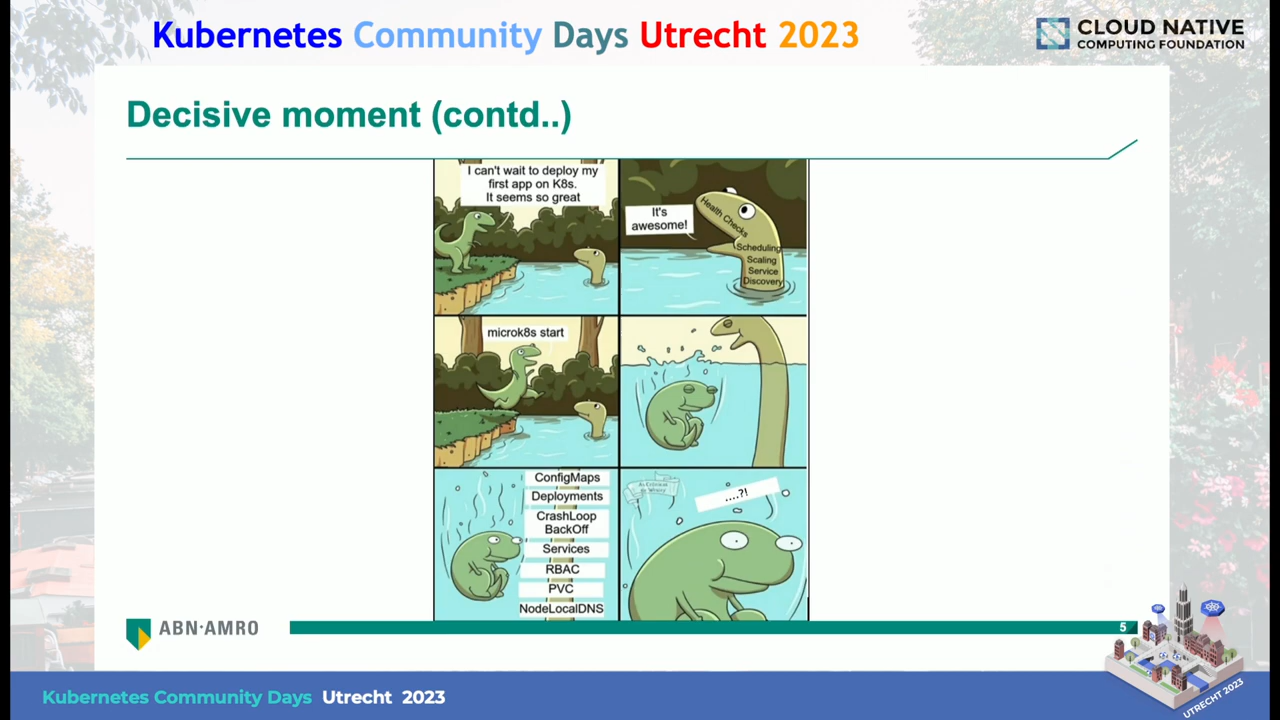 Kubernetes Community Days Utrecht 2023
CLOUD NATIVE
COMPUTING FOUNDATION
Decisive moment (contd..)
I can't wait to deploy my
first app on K8s.
It seems so great
It's
awesome!
Health Checks
Scheduling
Scaling
Service
Discovery
microk8s start
ConfigMaps
Deployments
CrashLoop
BackOff
Services
RBAC
PVC
NodeLocalDNS
....?!
ABN·AMRO
5
Kubernetes Community Days Utrecht 2023
UTRECHT 2023